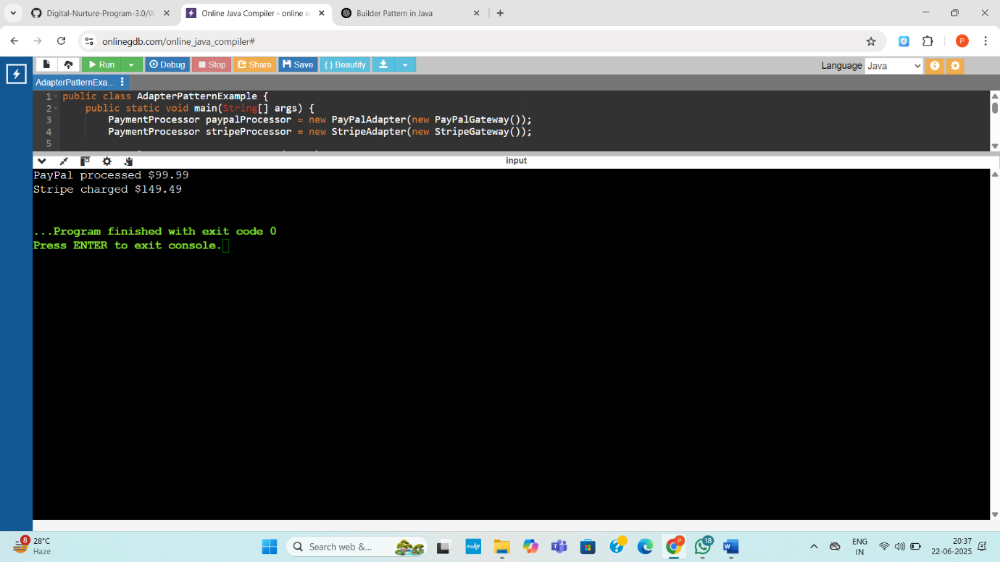 Digital-Nurture-Program-3.0/W
Online Java Compiler - online e
Builder Pattern in Java
onlinegdb.com/online_java_compiler#
P
Run
Debug
Stop
Share
Save
{ } Beautify
Language
Java
AdapterPatternExa...
1 public class AdapterPatternExample {
2 public static void main(String[] args) {
3 PaymentProcessor paypalProcessor = new PayPalAdapter(new PayPalGateway());
4 PaymentProcessor stripeProcessor = new StripeAdapter(new StripeGateway());
5
input
PayPal processed $99.99
Stripe charged $149.49
...Program finished with exit code 0
Press ENTER to exit console.
8
28°C
Haze
Search web &...
myhp
P
18
W
ENG
IN
20:37
22-06-2025